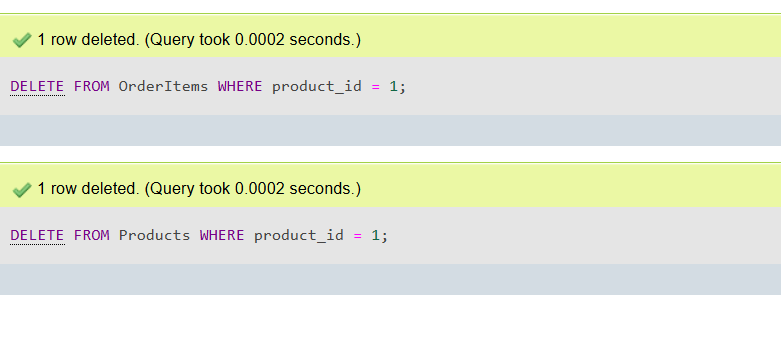 1 row deleted. (Query took 0.0002 seconds.)
DELETE FROM OrderItems WHERE product_id = 1;
1 row deleted. (Query took 0.0002 seconds.)
DELETE FROM Products WHERE product_id = 1;